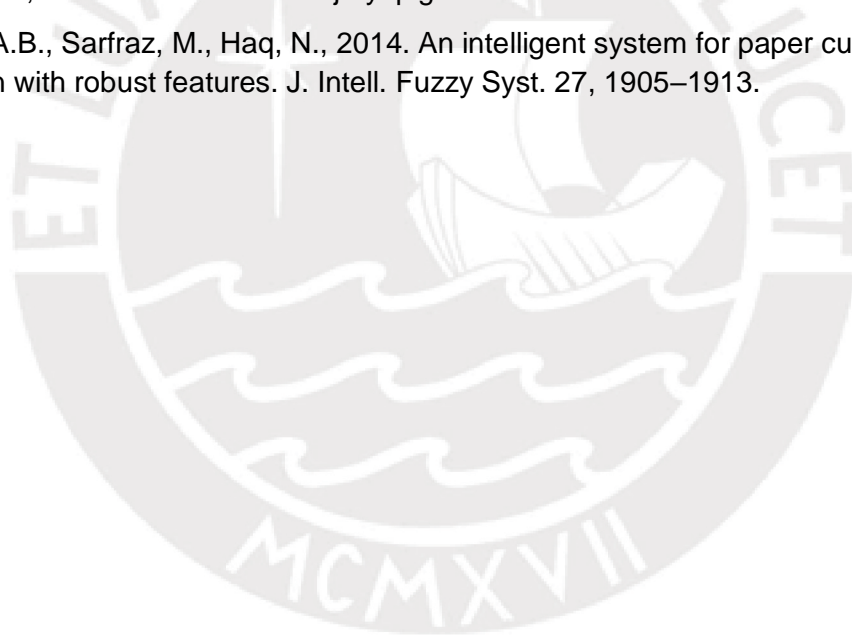 A.B., Sarfraz, M., Haq, N., 2014. An intelligent system for paper cu
with robust features. J. Intell. Fuzzy Syst. 27, 1905–1913.
LUCET
MCMXVII